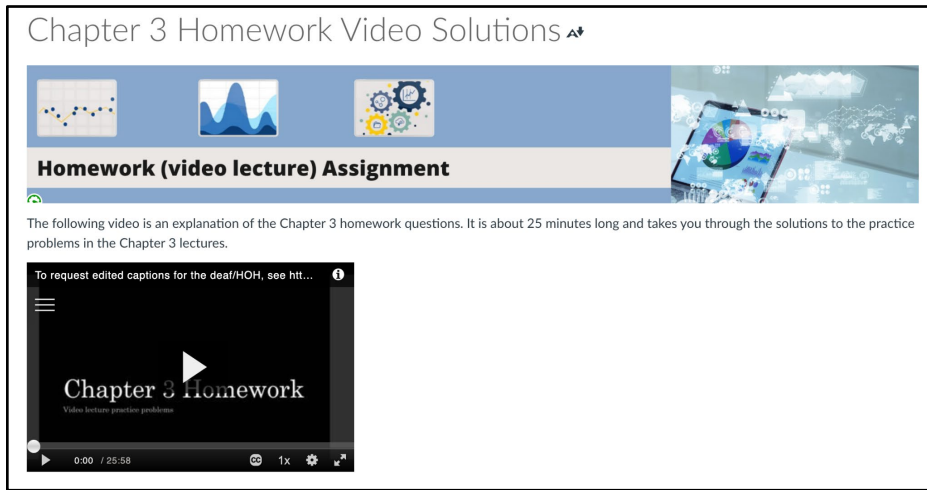 Chapter 3 Homework Video Solutions
Homework (video lecture) Assignment
The following video is an explanation of the Chapter 3 homework questions. It is about 25 minutes long and takes you through the solutions to the practice
problems in the Chapter 3 lectures.
To request edited captions for the deaf/HOH, see htt...
Chapter 3 Homework
Video lecture practice problems
0:00 / 25:58
CC
1x